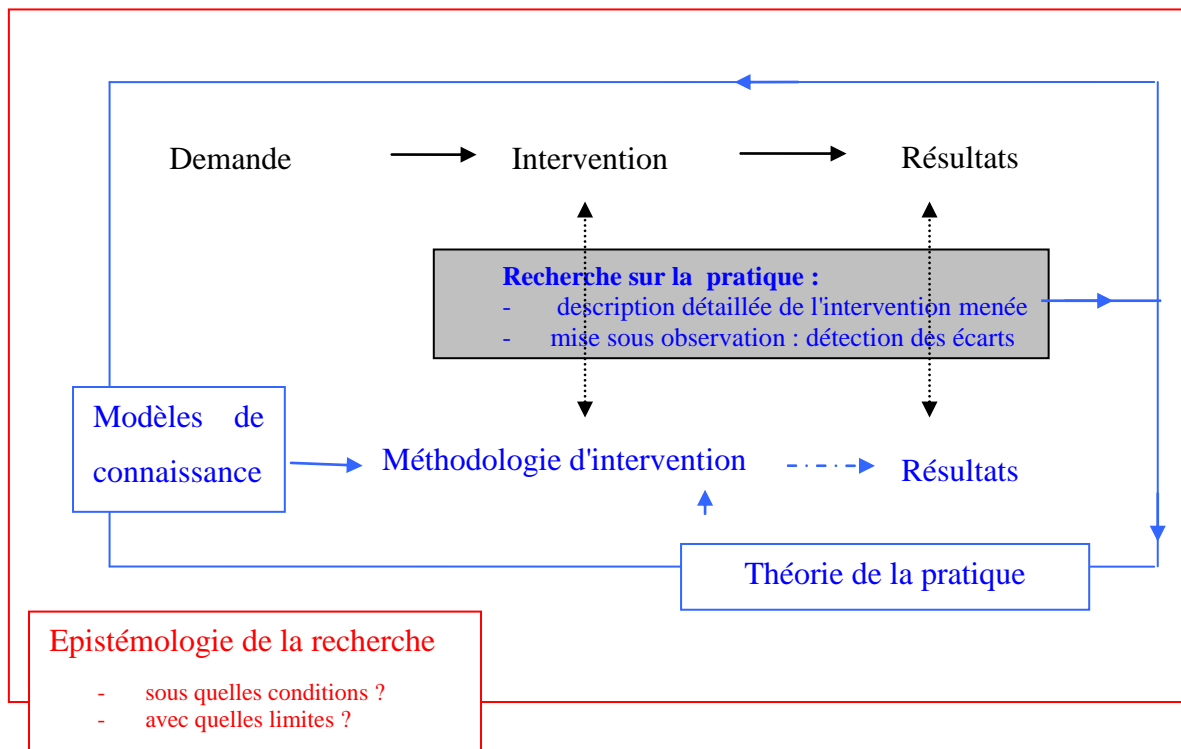 Demande
Intervention
Résultats
Recherche sur la pratique :
- description détaillée de l'intervention menée
- mise sous observation : détection des écarts
Modèles de
connaissance
Méthodologie d'intervention
Résultats
Théorie de la pratique
Epistémologie de la recherche
- sous quelles conditions ?
- avec quelles limites ?